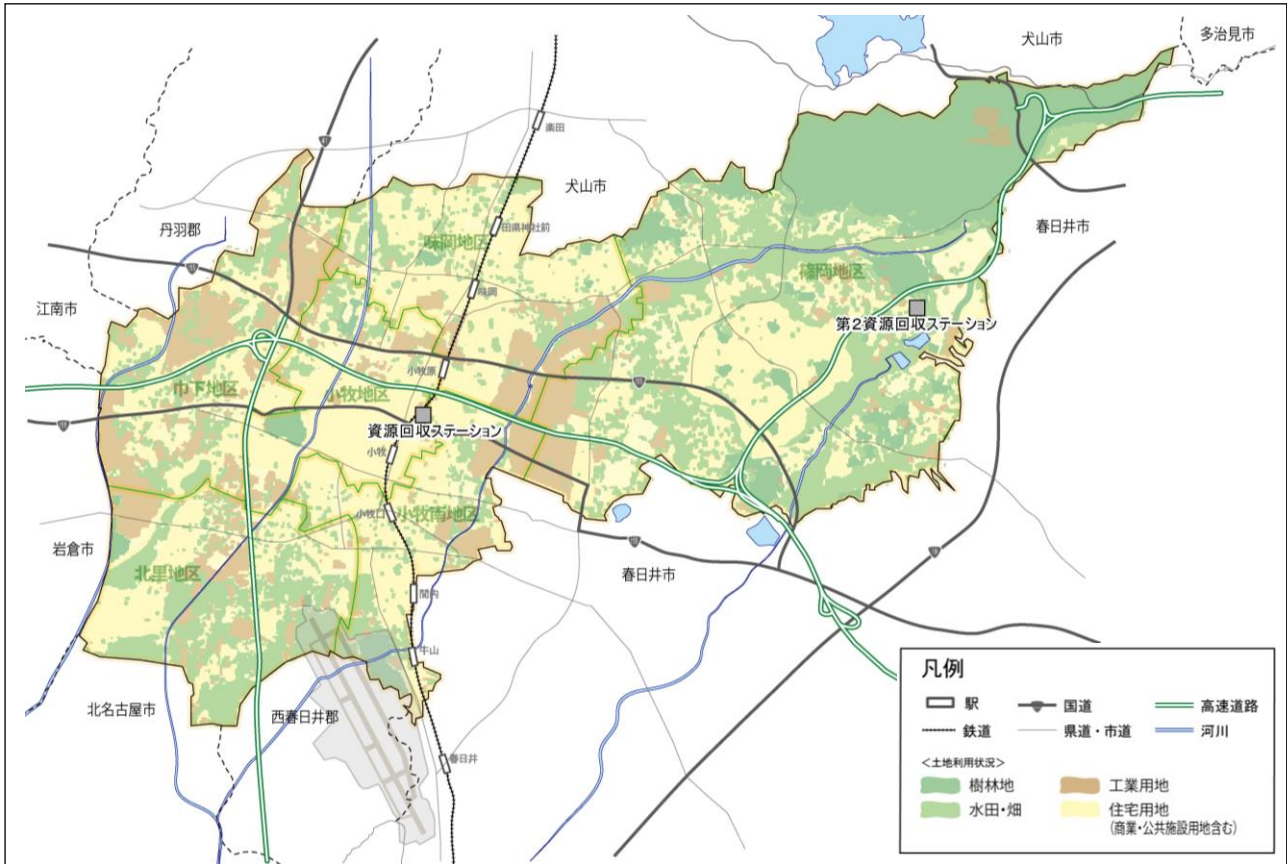 犬山市
多治見市
41
楽田
犬山市
丹羽郡
田県神社前
味岡地区
春日井市
155
篠岡地区
江南市
味岡
第2資源回収ステーション
小牧原
155
巾下地区
小牧地区
資源回収ステーション
小牧
小牧口
小牧南地区
岩倉市
155
19
北里地区
春日井市
間内
牛山
北名古屋市
西春日井郡
春日井
凡例
駅
国道
高速道路
鉄道
県道・市道
河川
<土地利用状況>
樹林地
工業用地
水田・畑
住宅用地
(商業・公共施設用地含む)